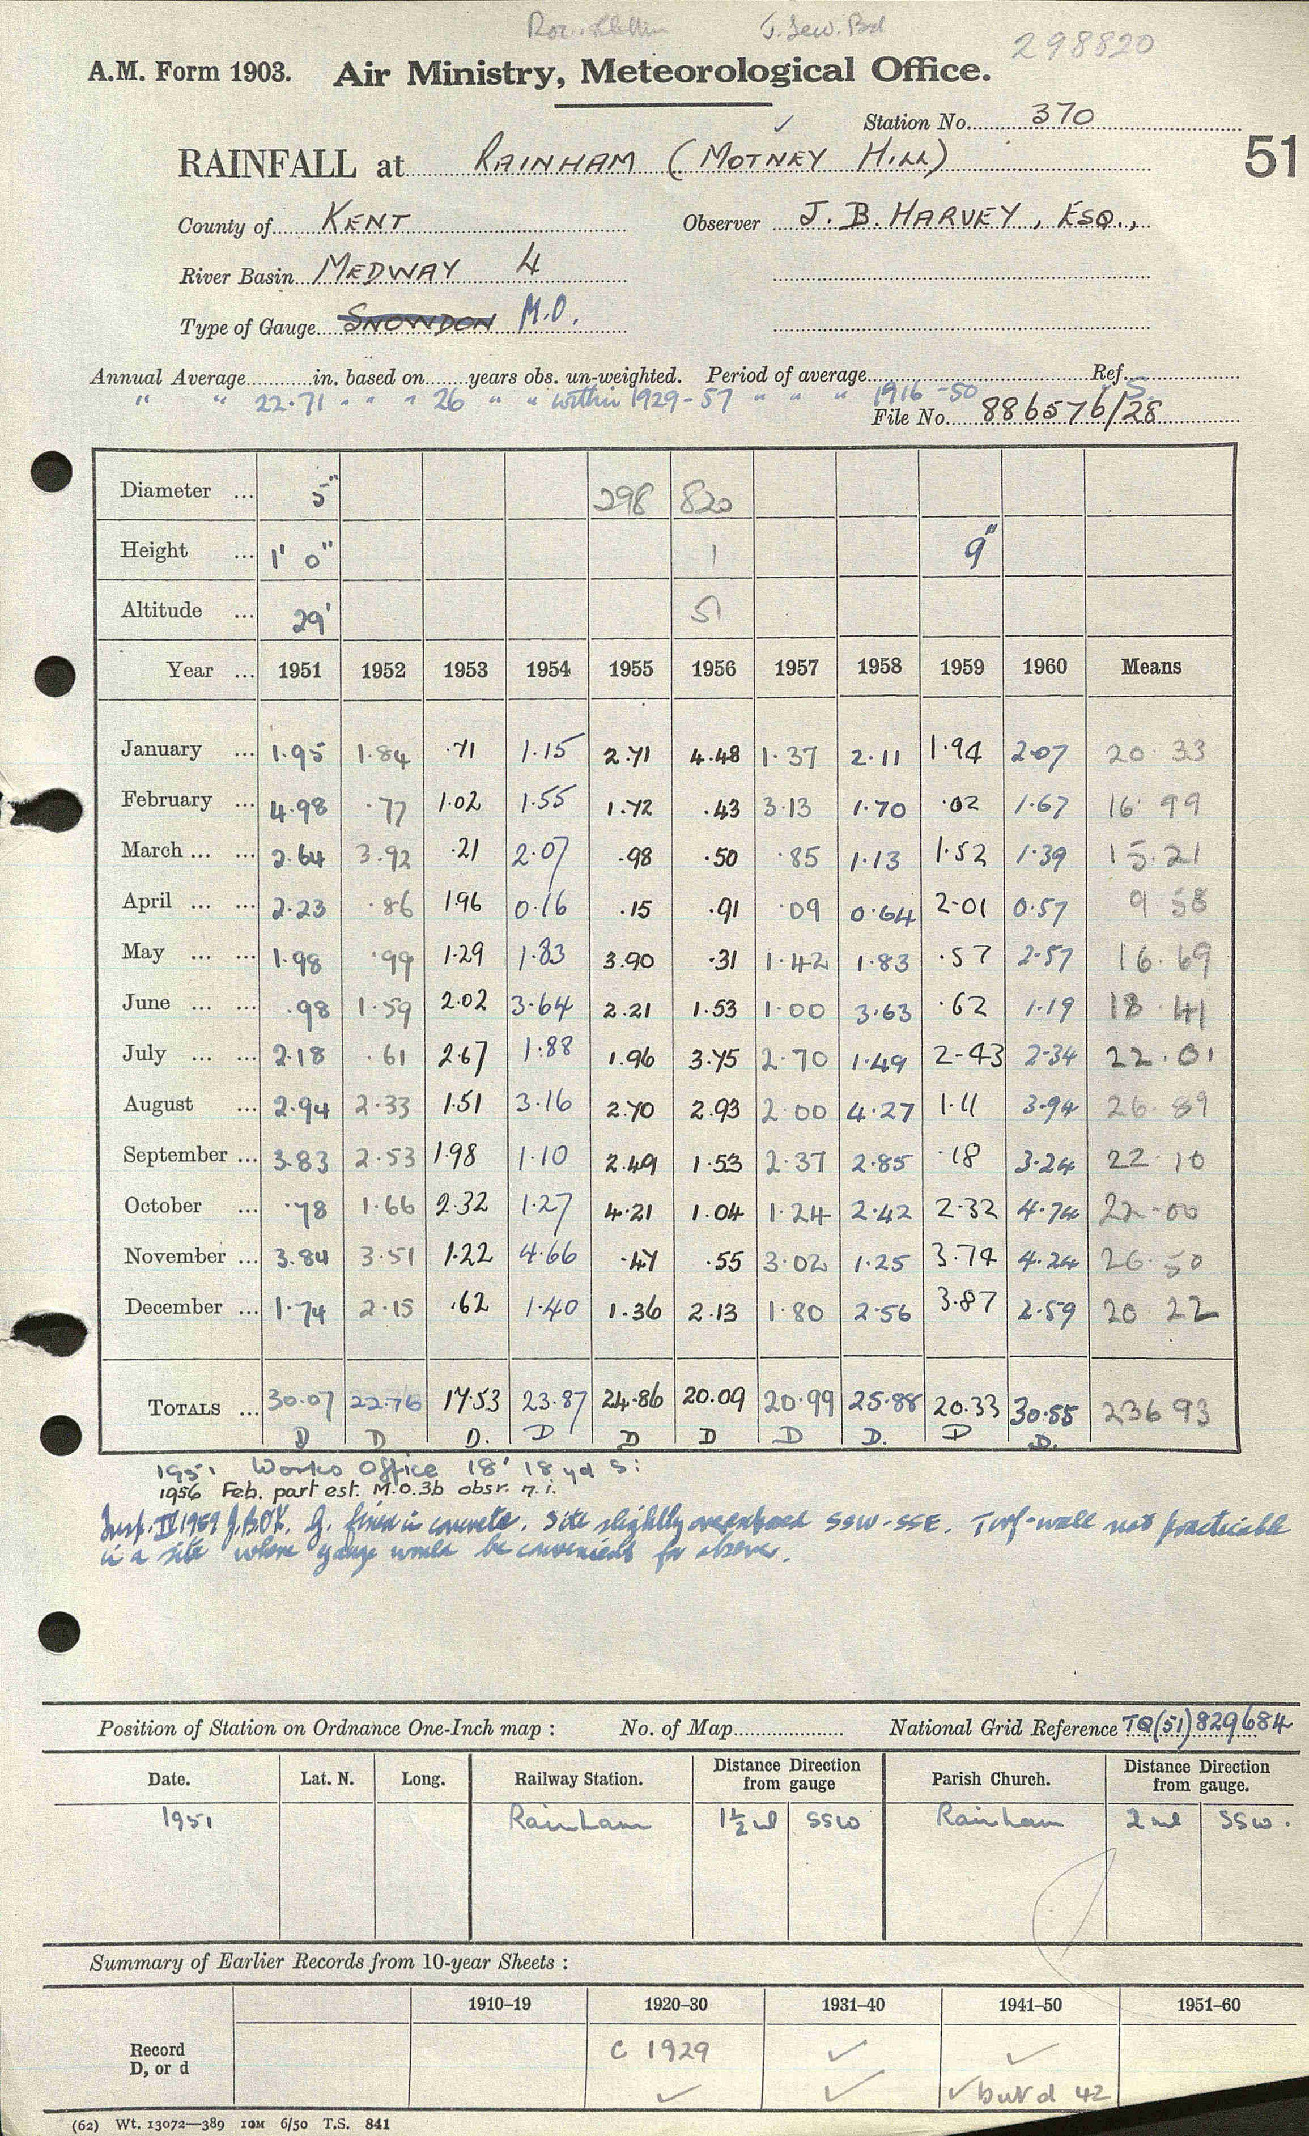 298820
A.M. Form 1903. Air Ministry, Meteorological Office.
Station No. 370
51
RAINFALL at RAINHAM (MOTNEY HILL)
County of KENT Observer J. B. HARVEY, ESQ.,
River Basin MEDWAY 4
Type of Gauge SNOWDON M.O.
Annual Average in. based on years obs. un-weighted. Period of average Ref.
" " 22.71 " " " 26 " " within 1929-57 " " " 1916-50 S.
File No. 886576/28
Diameter ... 5" 298 820
Height ... 1' 0" 1 9"
Altitude ... 29' 51
Year ... 1951 1952 1953 1954 1955 1956 1957 1958 1959 1960 Means
January ... 1.95 1.84 .71 1.15 2.71 4.48 1.37 2.11 1.94 2.07 20 33
February ... 4.98 .77 1.02 1.55 1.72 .43 3.13 1.70 .02 1.67 16 99
March ... ... 2.64 3.92 .21 2.07 .98 .50 .85 1.13 1.52 1.39 15.21
April ... ... 2.23 .86 1.96 0.16 .15 .91 .09 0.64 2.01 0.57 9 58
May ... ... 1.98 .99 1.29 1.83 3.90 .31 1.42 1.83 .57 2.57 16.69
June ... ... .98 1.59 2.02 3.64 2.21 1.53 1.00 3.63 .62 1.19 18 41
July ... ... 2.18 .61 2.67 1.88 1.96 3.75 2.70 1.49 2.43 2.34 22.01
August ... 2.94 2.33 1.51 3.16 2.70 2.93 2.00 4.27 1.11 3.94 26.89
September ... 3.83 2.53 1.98 1.10 2.49 1.53 2.37 2.85 .18 3.24 22 10
October ... .78 1.66 2.32 1.27 4.21 1.04 1.24 2.42 2.32 4.74 22.00
November ... 3.84 3.51 1.22 4.66 .47 .55 3.02 1.25 3.74 4.24 26.50
December ... 1.74 2.15 .62 1.40 1.36 2.13 1.80 2.56 3.87 2.59 20 22
TOTALS ... 30.07 22.76 17.53 23.87 24.86 20.09 20.99 25.88 20.33 30.55 236 93
D D D. D D D D D. D D.
1951 Works Office 18' 18 yd S:
1956 Feb. part est. M.O.3b obsr. n.i.
Insp. IV 1959 G. fixed in concrete. Site slightly overexposed SSW-SSE. Turf-wall not practicable
in a site where gauge would be convenient for observer.
Position of Station on Ordnance One-Inch map : No. of Map National Grid Reference TQ(51)829684
Date. Lat. N. Long. Railway Station. Distance Direction from gauge Parish Church. Distance Direction from gauge.
1951 Rainham 1½ ml SSW Rainham 2 ml SSW.
Summary of Earlier Records from 10-year Sheets :
1910–19 1920–30 1931–40 1941–50 1951–60
Record
D, or d
C 1929 ✓ ✓
✓ ✓ ✓ but d 42
(62) Wt. 13072—389 10M 6/50 T.S. 841